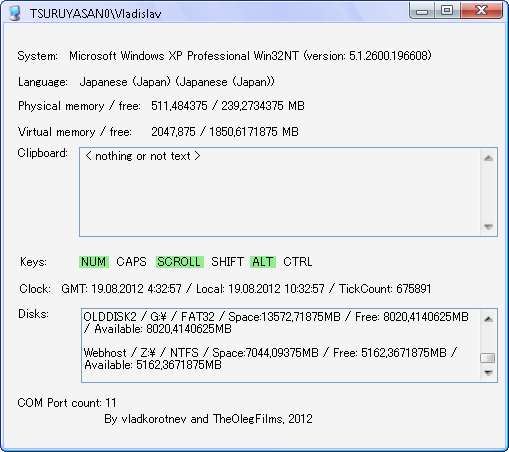 TSURUYASAN0\Vladislav
System: Microsoft Windows XP Professional Win32NT (version: 5.1.2600.196608)
Language: Japanese (Japan) (Japanese (Japan))
Physical memory / free: 511,484375 / 239,2734375 MB
Virtual memory / free: 2047,875 / 1850,6171875 MB
Clipboard: < nothing or not text >
Keys: NUM CAPS SCROLL SHIFT ALT CTRL
Clock: GMT: 19.08.2012 4:32:57 / Local: 19.08.2012 10:32:57 / TickCount: 675891
Disks: OLDDISK2 / G:¥ / FAT32 / Space:13572,71875MB / Free: 8020,4140625MB
/ Available: 8020,4140625MB
Webhost / Z:¥ / NTFS / Space:7044,09375MB / Free: 5162,3671875MB /
Available: 5162,3671875MB
COM Port count: 11
By vladkorotnev and TheOlegFilms, 2012